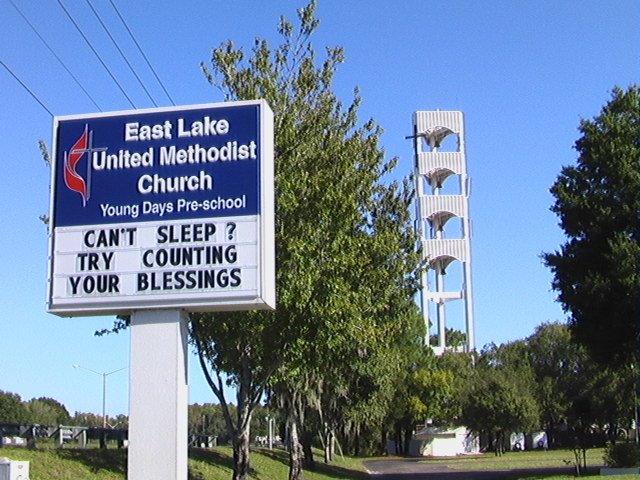 East Lake
United Methodist
Church
Young Days Pre-school
CAN'T SLEEP?
TRY COUNTING
YOUR BLESSINGS